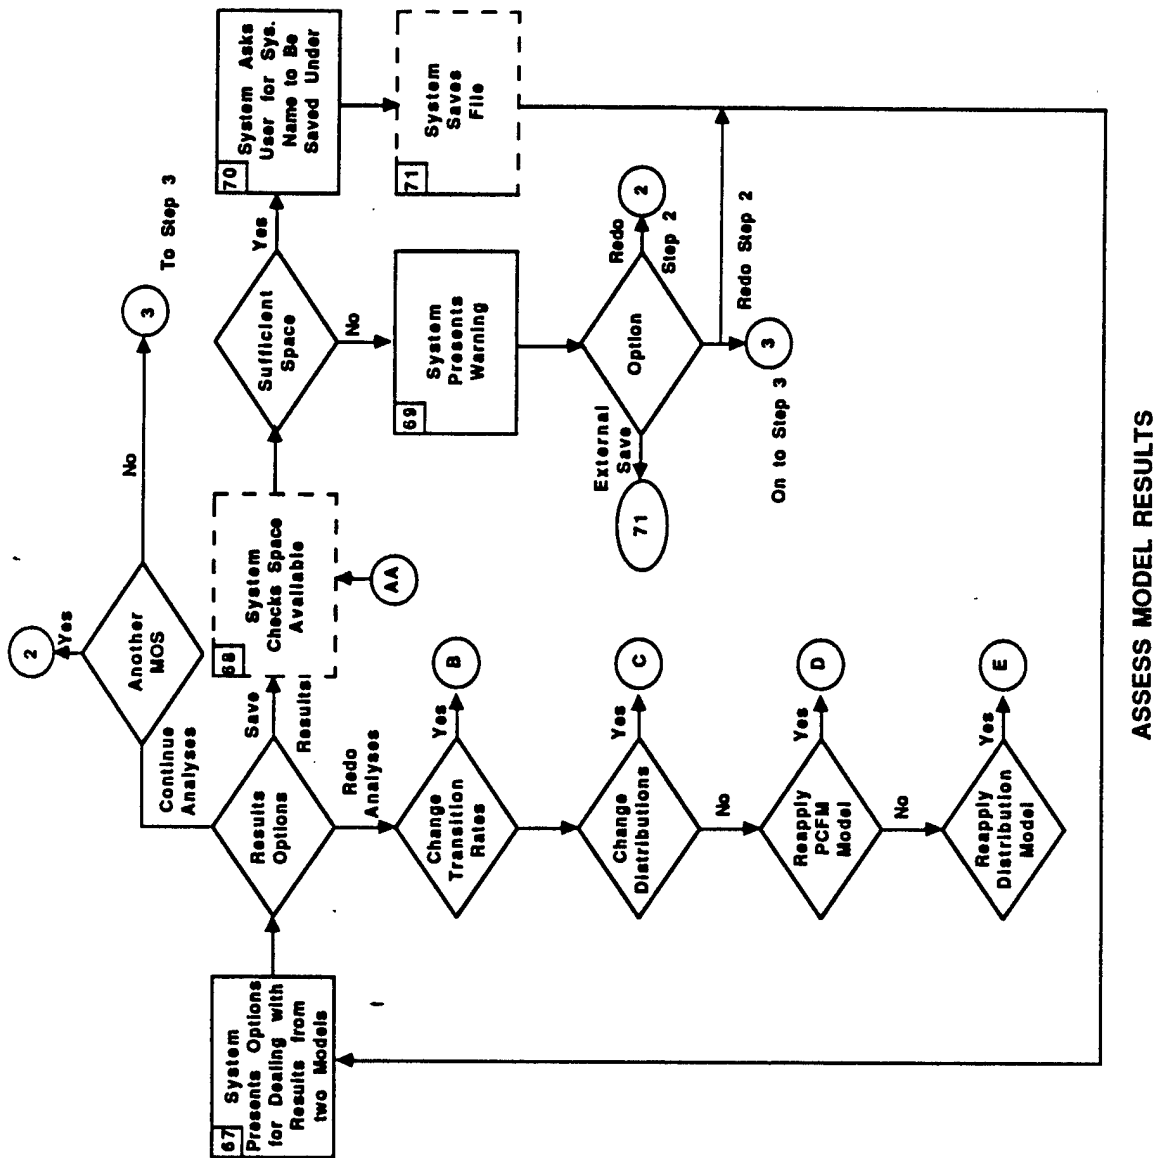 67
System
Presents Options
for Dealing with
Results from
two Models
Results
Options
Continue
Analyses
Another
MOS
Yes
2
No
3
To Step 3
Save
Results
68
System
Checks Space
Available
AA
Sufficient
Space
Yes
70
System Asks
User for Sys.
Name to Be
Saved Under
71
System
Saves
File
No
69
System
Presents
Warning
Option
Redo
Step 2
2
External
Save
71
3
On to Step 3
Redo Step 2
Redo
Analyses
Change
Transition
Rates
Yes
B
Change
Distributions
Yes
C
No
Reapply
PCFM
Model
Yes
D
No
Reapply
Distribution
Model
Yes
E
ASSESS MODEL RESULTS